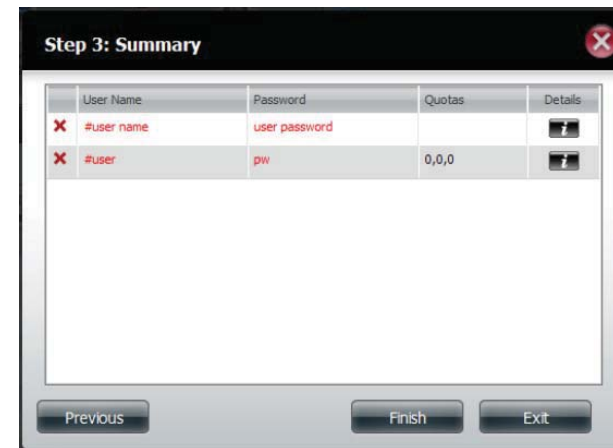 Step 3: Summary
User Name Password Quotas Details
#user name user password
#user pw 0,0,0
Previous Finish Exit